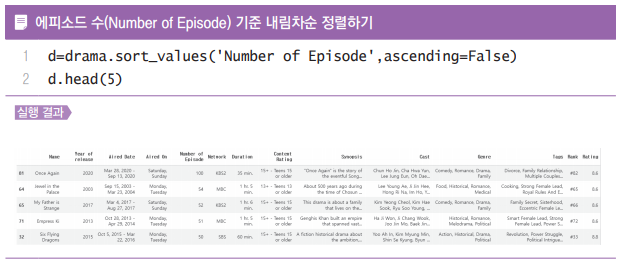 에피소드 수(Number of Episode) 기준 내림차순 정렬하기
1 d=drama.sort_values('Number of Episode',ascending=False)
2 d.head(5)
실행 결과
Name Year of release Aired Date Aired On Number of Episode Network Duration Content Rating Synopsis Cast Genre Tags Rank Rating
81 Once Again 2020 Mar 28, 2020 - Sep 13, 2020 Saturday, Sunday 100 KBS2 35 min. 15+ - Teens 15 or older "Once Again" is the story of the eventful Song... Chun Ho Jin, Cha Hwa Yun, Lee Jung Eun, Oh Dae... Comedy, Romance, Drama, Family Divorce, Family Relationship, Multiple Couples... #82 8.6
64 Jewel in the Palace 2003 Sep 15, 2003 - Mar 23, 2004 Monday, Tuesday 54 MBC 1 hr. 5 min. 15+ - Teens 15 or older About 500 years ago during the time of Chosun ... Lee Young Ae, Ji Jin Hee, Hong Ri Na, Im Ho, Y... Food, Historical, Romance, Medical Cooking, Strong Female Lead, Royal Rules And E... #65
65 My Father is Strange 2017 Mar 4, 2017 - Aug 27, 2017 Saturday, Sunday 52 KBS2 1 hr. 5 min. 15+ - Teens 15 or older This drama is about a family that lives on the... Kim Yeong Cheol, Kim Hae Sook, Ryu Soo Young, ... Comedy, Romance, Drama, Family Family Secret, Sisterhood, Eccentric Female Le... #66
71 Empress Ki 2013 Oct 28, 2013 - Apr 29, 2014 Monday, Tuesday 51 MBC 1 hr. min. 15+ - Teens 15 or older Genghis Khan built an empire that spanned vast... Ha Ji Won, Ji Chang Wook, Joo Jin Mo, Baek Jin... Historical, Romance, Melodrama, Political Smart Female Lead, Strong Female Lead, Power S... #72
32 Six Flying Dragons 2015 Oct 5, 2015 - Mar 22, 2016 Monday, Tuesday 50 SBS 60 min. 15+ - Teens 15 or older A fiction historical drama about the ambition... Yoo Ah In, Kim Myung Min, Shin Se Kyung, Byun ... Action, Historical, Drama, Political Revolution, Power Struggle, Political Intrigue... #33